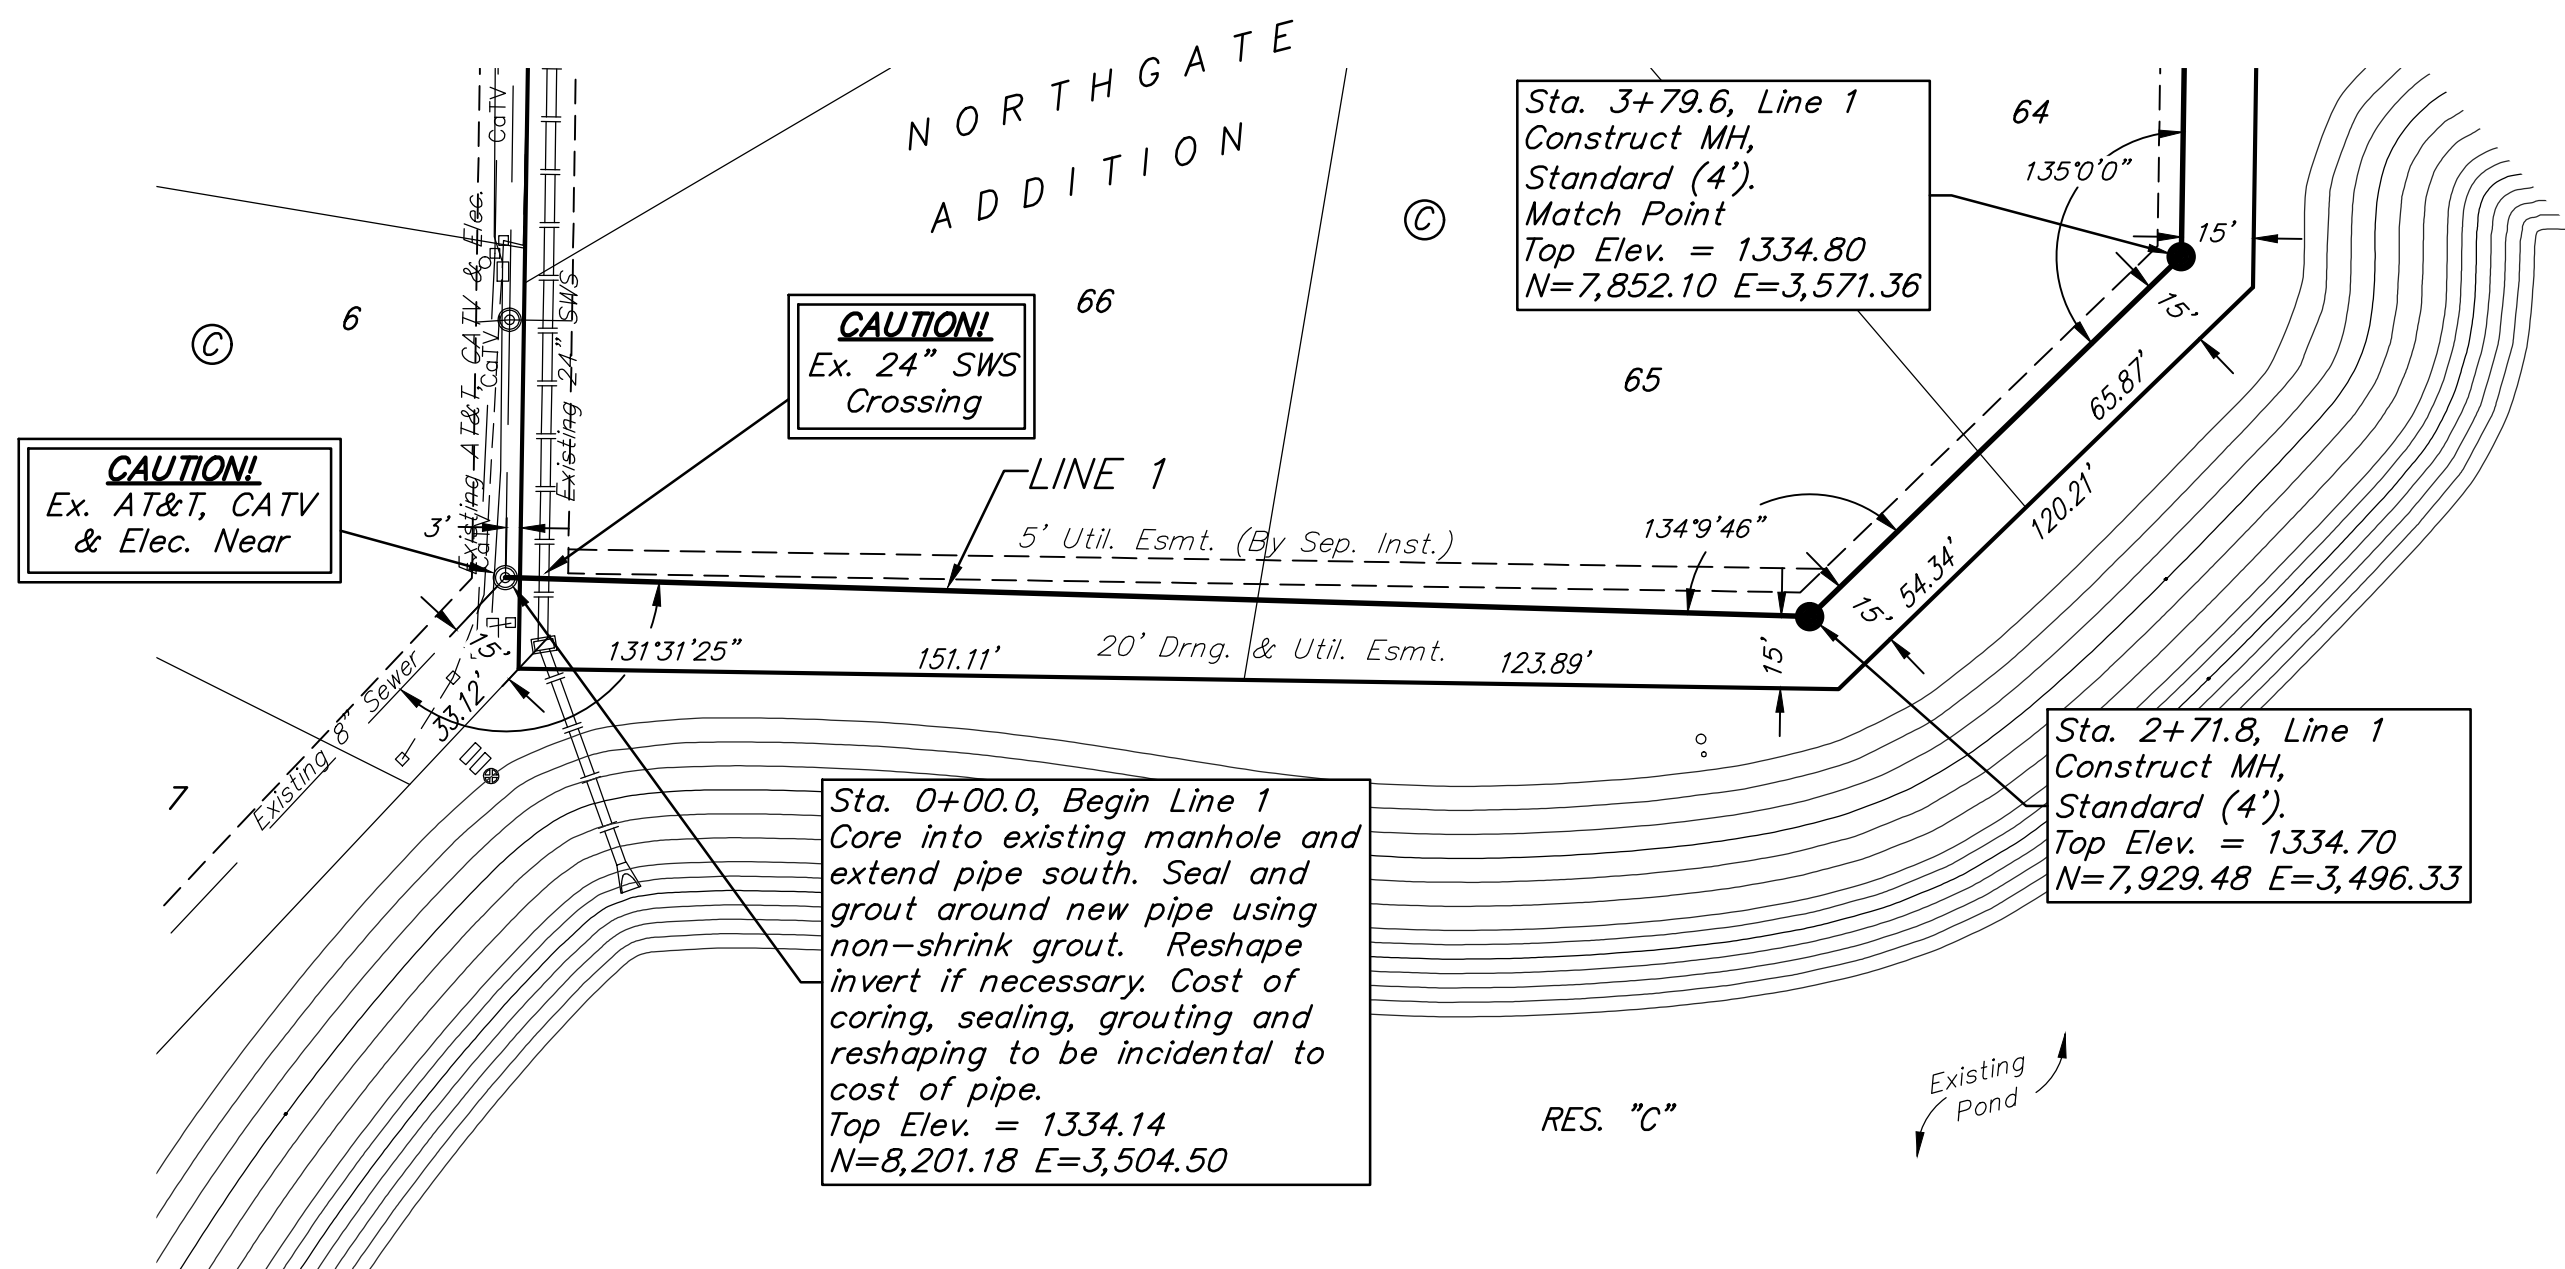 NORTHGATE
ADDITION
Sta. 3+79.6, Line 1
Construct MH,
Standard (4').
Match Point
Top Elev. = 1334.80
N=7,852.10 E=3,571.36
64
135°0'0"
15'
15'
65.87'
120.21'
54.34'
15'
CaTV
Existing AT&T, CATV & Elec.
CaTV
CaTV
Existing 24" SWS
6
C
C
66
65
CAUTION!
Ex. 24" SWS
Crossing
CAUTION!
Ex. AT&T, CATV
& Elec. Near
3'
LINE 1
5' Util. Esmt. (By Sep. Inst.)
134°9'46"
131°31'25"
151.11'
20' Drng. & Util. Esmt.
123.89'
15'
15'
33.12'
Existing 8" Sewer
7
Sta. 2+71.8, Line 1
Construct MH,
Standard (4').
Top Elev. = 1334.70
N=7,929.48 E=3,496.33
Sta. 0+00.0, Begin Line 1
Core into existing manhole and
extend pipe south. Seal and
grout around new pipe using
non-shrink grout. Reshape
invert if necessary. Cost of
coring, sealing, grouting and
reshaping to be incidental to
cost of pipe.
Top Elev. = 1334.14
N=8,201.18 E=3,504.50
RES. "C"
Existing
Pond